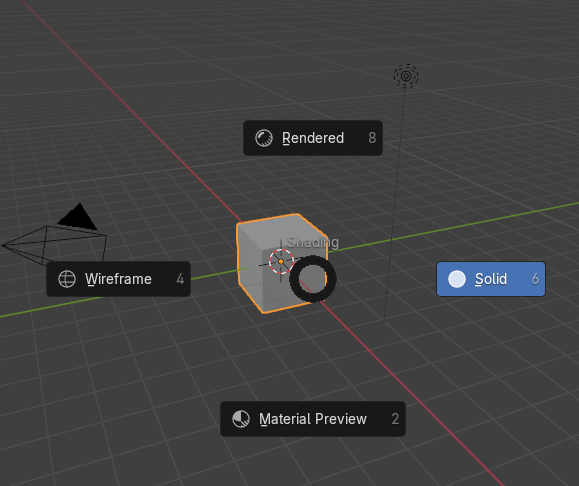 Rendered 8
Shading
Wireframe 4
Solid 6
Material Preview 2